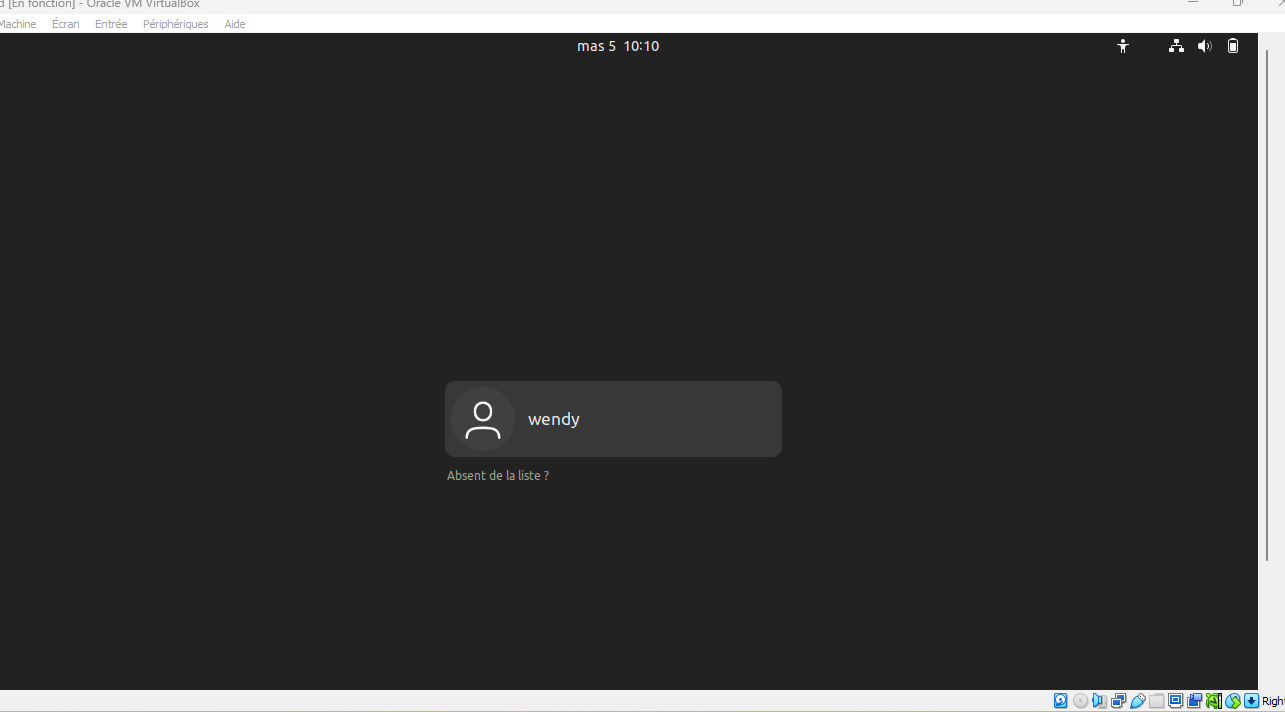 d [En fonction] - Oracle VM VirtualBox
Machine Écran Entrée Périphériques Aide
mas 5 10:10
wendy
Absent de la liste ?
Right